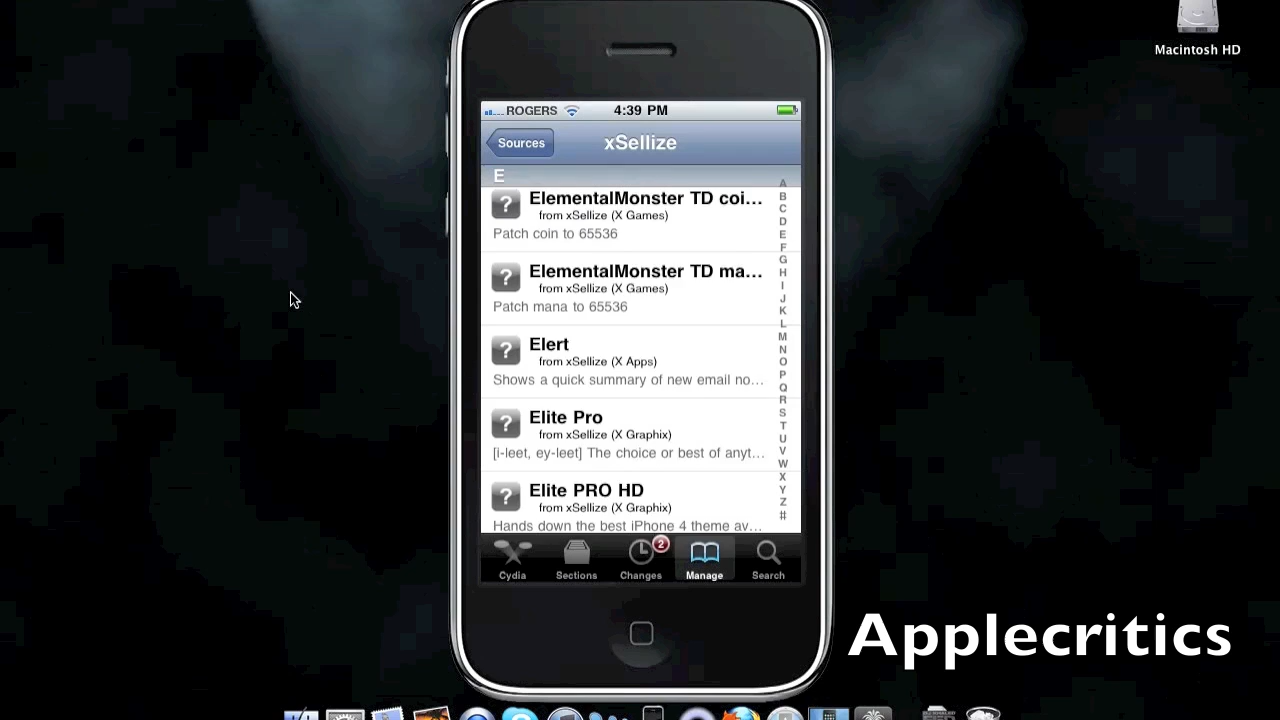 Macintosh HD
ROGERS 4:39 PM
Sources xSellize
E
ElementalMonster TD coi...
from xSellize (X Games)
Patch coin to 65536
ElementalMonster TD ma...
from xSellize (X Games)
Patch mana to 65536
Elert
from xSellize (X Apps)
Shows a quick summary of new email no...
Elite Pro
from xSellize (X Graphix)
[i-leet, ey-leet] The choice or best of anyt...
Elite PRO HD
from xSellize (X Graphix)
Hands down the best iPhone 4 theme av...
A
B
C
D
E
F
G
H
I
J
K
L
M
N
O
P
Q
R
S
T
U
V
W
X
Y
Z
#
2
Cydia Sections Changes Manage Search
Applecritics